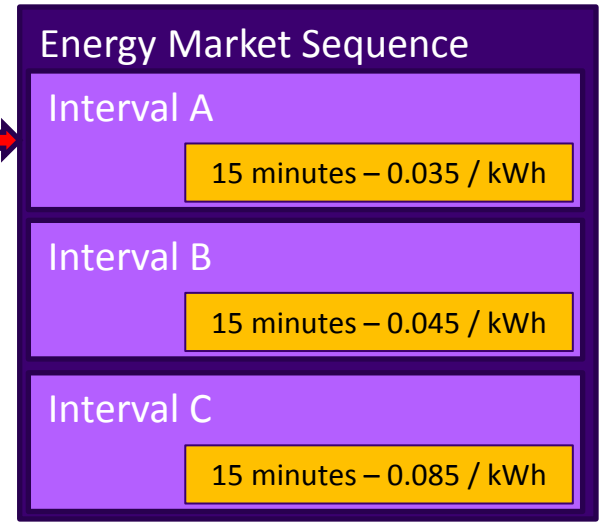 Energy Market Sequence
Interval A
15 minutes – 0.035 / kWh
Interval B
15 minutes – 0.045 / kWh
Interval C
15 minutes – 0.085 / kWh